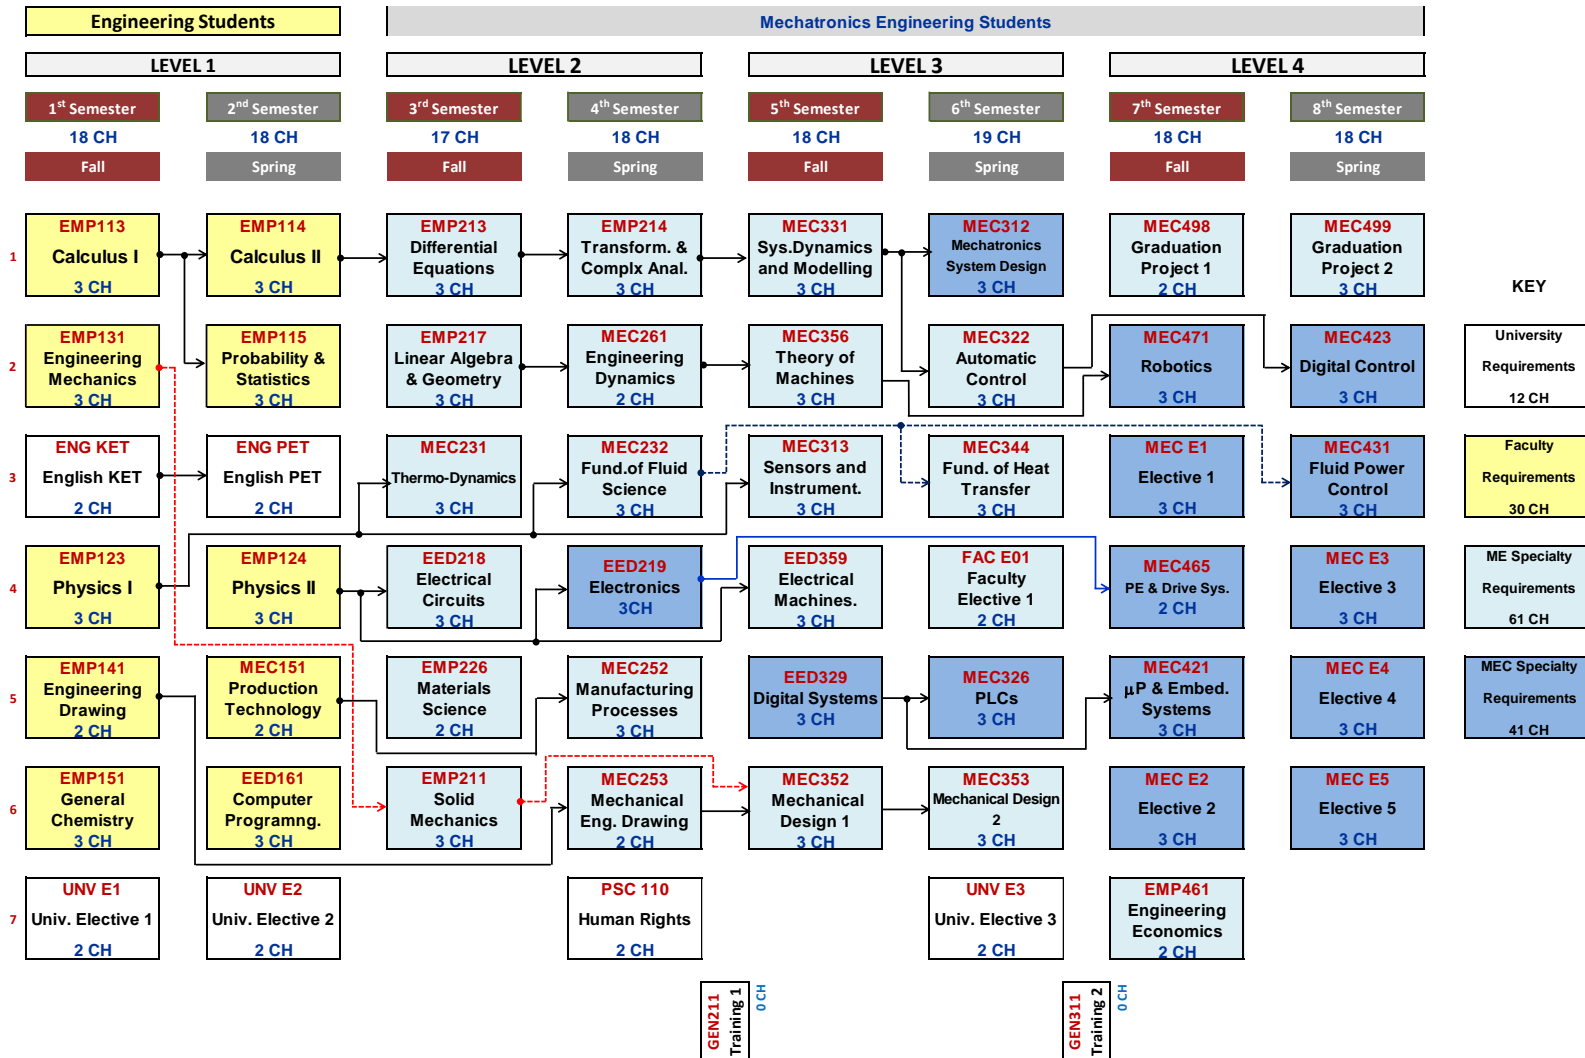 Engineering Students
Mechatronics Engineering Students
LEVEL 1
LEVEL 2
LEVEL 3
LEVEL 4
1st Semester
2nd Semester
3rd Semester
4th Semester
5th Semester
6th Semester
7th Semester
8th Semester
18 CH
18 CH
17 CH
18 CH
18 CH
19 CH
18 CH
18 CH
Fall
Spring
Fall
Spring
Fall
Spring
Fall
Spring
1
EMP113
Calculus I
3 CH
EMP114
Calculus II
3 CH
EMP213
Differential
Equations
3 CH
EMP214
Transform. &
Complx Anal.
3 CH
MEC331
Sys.Dynamics
and Modelling
3 CH
MEC312
Mechatronics
System Design
3 CH
MEC498
Graduation
Project 1
2 CH
MEC499
Graduation
Project 2
3 CH
KEY
2
EMP131
Engineering
Mechanics
3 CH
EMP115
Probability &
Statistics
3 CH
EMP217
Linear Algebra
& Geometry
3 CH
MEC261
Engineering
Dynamics
2 CH
MEC356
Theory of
Machines
3 CH
MEC322
Automatic
Control
3 CH
MEC471
Robotics
3 CH
MEC423
Digital Control
3 CH
University
Requirements
12 CH
3
ENG KET
English KET
2 CH
ENG PET
English PET
2 CH
MEC231
Thermo-Dynamics
3 CH
MEC232
Fund.of Fluid
Science
3 CH
MEC313
Sensors and
Instrument.
3 CH
MEC344
Fund. of Heat
Transfer
3 CH
MEC E1
Elective 1
3 CH
MEC431
Fluid Power
Control
3 CH
Faculty
Requirements
30 CH
4
EMP123
Physics I
3 CH
EMP124
Physics II
3 CH
EED218
Electrical
Circuits
3 CH
EED219
Electronics
3CH
EED359
Electrical
Machines.
3 CH
FAC E01
Faculty
Elective 1
2 CH
MEC465
PE & Drive Sys.
2 CH
MEC E3
Elective 3
3 CH
ME Specialty
Requirements
61 CH
5
EMP141
Engineering
Drawing
2 CH
MEC151
Production
Technology
2 CH
EMP226
Materials
Science
2 CH
MEC252
Manufacturing
Processes
3 CH
EED329
Digital Systems
3 CH
MEC326
PLCs
3 CH
MEC421
µP & Embed.
Systems
3 CH
MEC E4
Elective 4
3 CH
MEC Specialty
Requirements
41 CH
6
EMP151
General
Chemistry
3 CH
EED161
Computer
Programng.
3 CH
EMP211
Solid
Mechanics
3 CH
MEC253
Mechanical
Eng. Drawing
2 CH
MEC352
Mechanical
Design 1
3 CH
MEC353
Mechanical Design
2
3 CH
MEC E2
Elective 2
3 CH
MEC E5
Elective 5
3 CH
7
UNV E1
Univ. Elective 1
2 CH
UNV E2
Univ. Elective 2
2 CH
PSC 110
Human Rights
2 CH
UNV E3
Univ. Elective 3
2 CH
EMP461
Engineering
Economics
2 CH
GEN211
Training 1
0 CH
GEN311
Training 2
0 CH